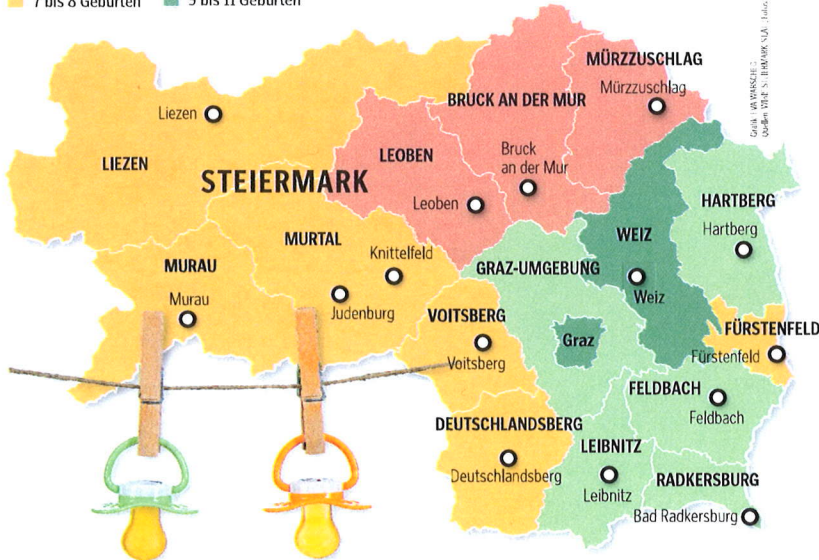 7 bis 8 Geburten
9 bis 11 Geburten
MÜRZZUSCHLAG
Mürzzuschlag
BRUCK AN DER MUR
Liezen
LIEZEN
LEOBEN
Bruck
an der Mur
STEIERMARK
Leoben
HARTBERG
Hartberg
WEIZ
Weiz
MURTAL
Knittelfeld
Judenburg
MURAU
Murau
GRAZ-UMGEBUNG
Graz
VOITSBERG
Voitsberg
FÜRSTENFELD
Fürstenfeld
FELDBACH
Feldbach
DEUTSCHLANDSBERG
Deutschlandsberg
LEIBNITZ
Leibnitz
RADKERSBURG
Bad Radkersburg